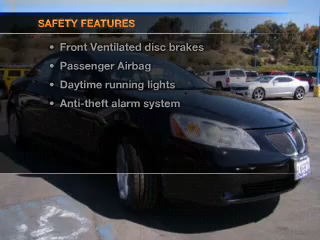 SAFETY FEATURES
• Front Ventilated disc brakes
• Passenger Airbag
• Daytime running lights
• Anti-theft alarm system